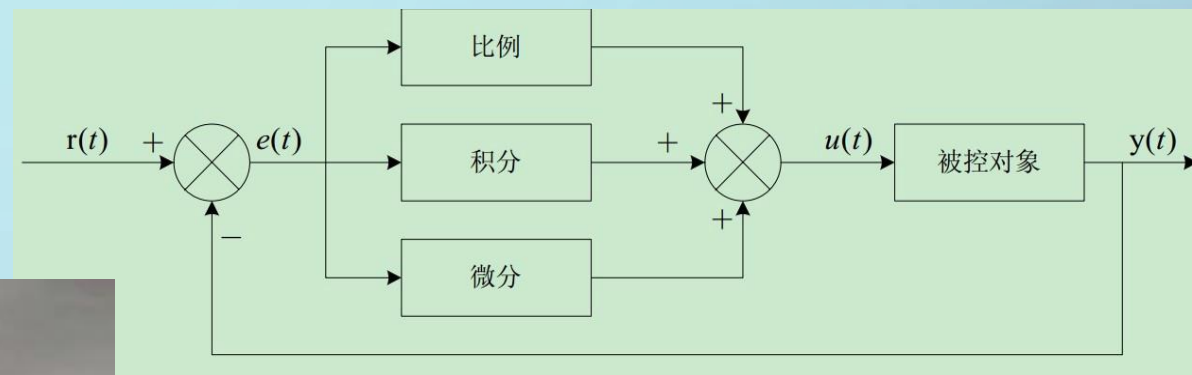 比例
+
r(t)
+
e(t)
积分
+
u(t)
被控对象
y(t)
−
+
微分